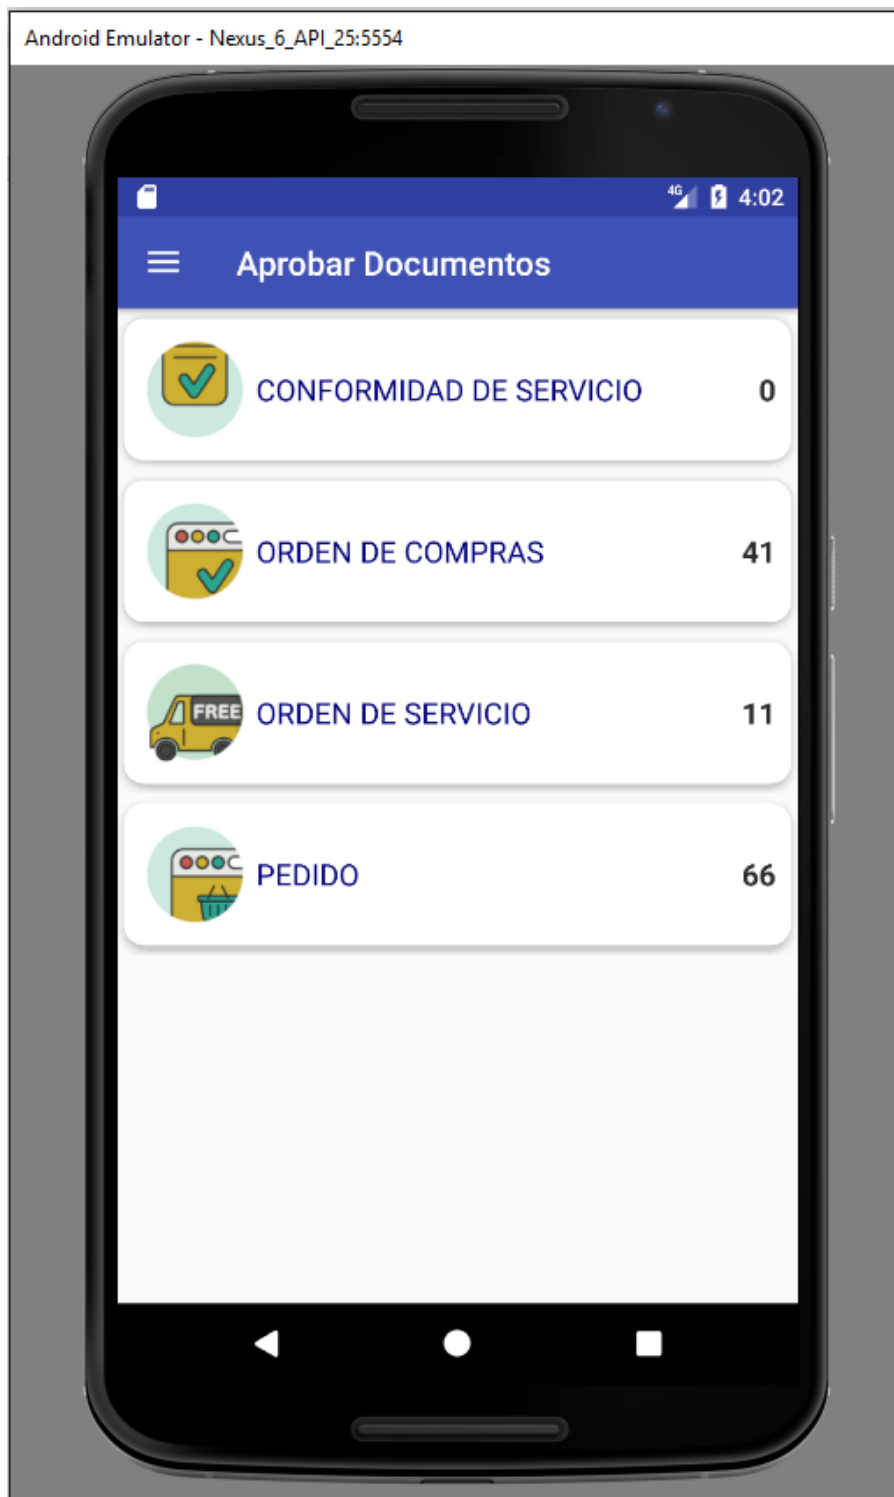 Android Emulator - Nexus_6_API_25:5554
4G 4:02
Aprobar Documentos
CONFORMIDAD DE SERVICIO 0
ORDEN DE COMPRAS 41
FREE ORDEN DE SERVICIO 11
PEDIDO 66